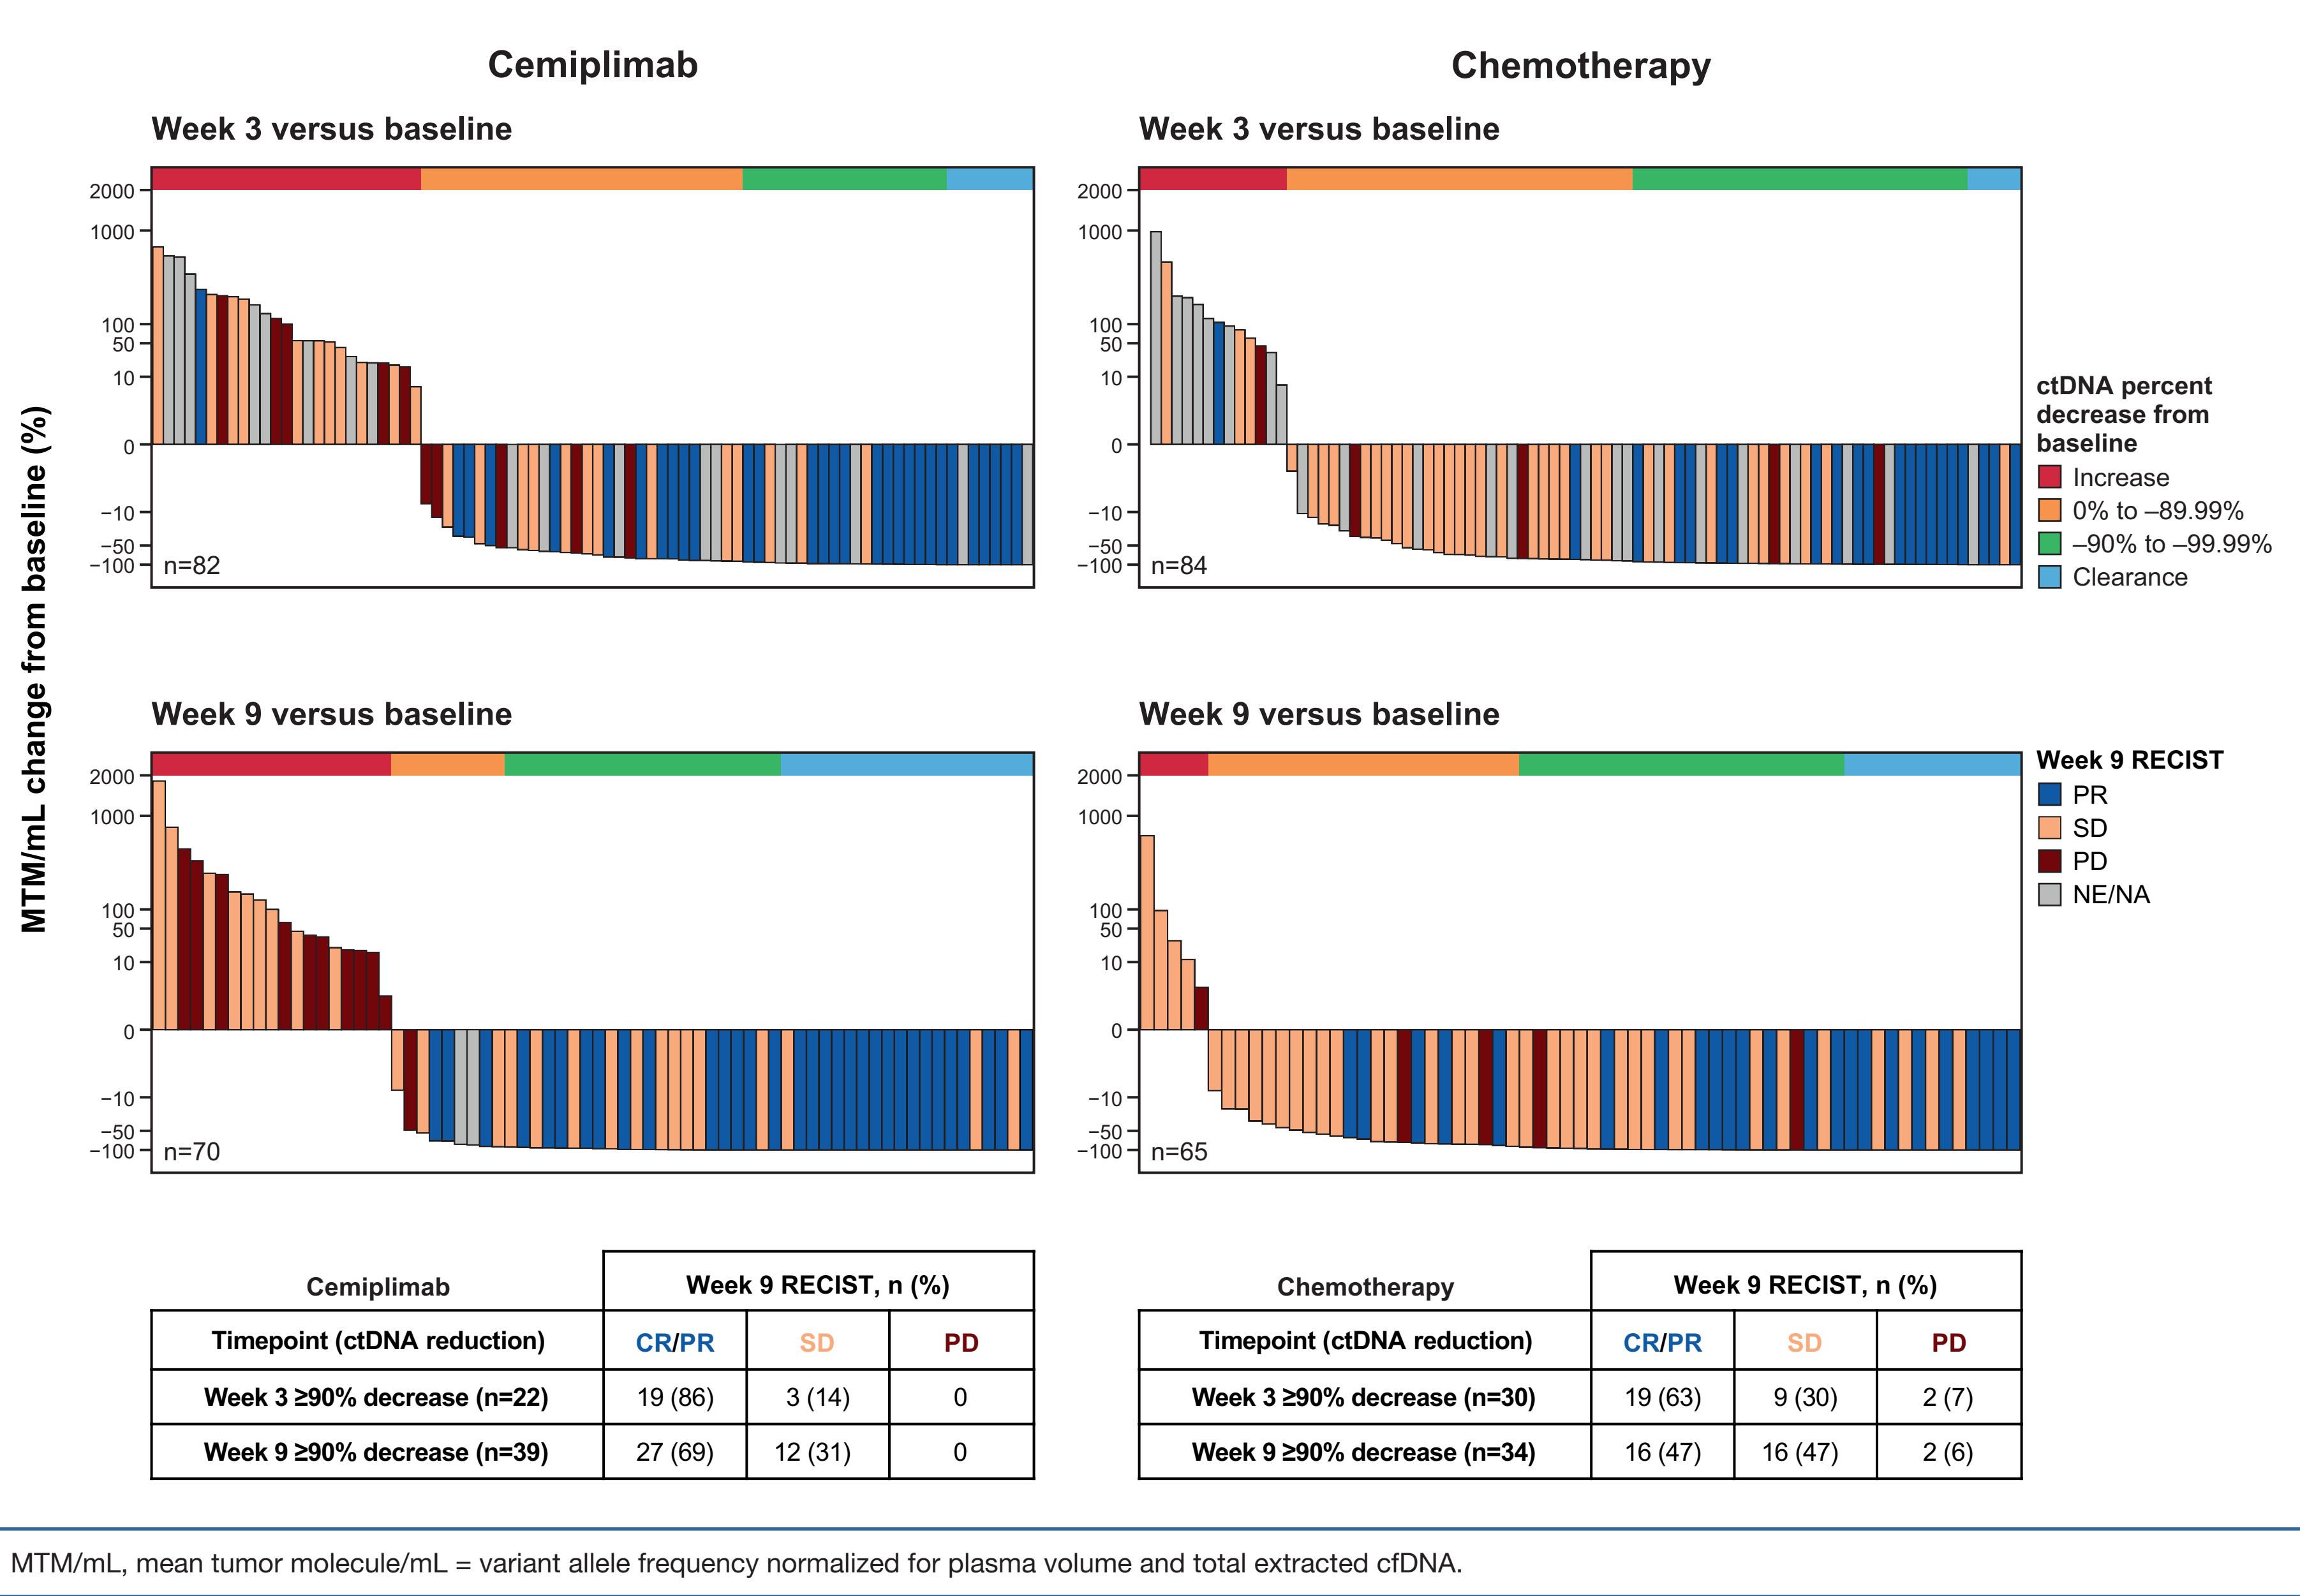 Cemiplimab
Chemotherapy
MTM/mL change from baseline (%)
Week 3 versus baseline
2000
1000
100
50
10
0
−10
−50
−100
n=82
Week 3 versus baseline
2000
1000
100
50
10
0
−10
−50
−100
n=84
ctDNA percent
decrease from
baseline
Increase
0% to –89.99%
–90% to –99.99%
Clearance
Week 9 versus baseline
2000
1000
100
50
10
0
−10
−50
−100
n=70
Week 9 versus baseline
2000
1000
100
50
10
0
−10
−50
−100
n=65
Week 9 RECIST
PR
SD
PD
NE/NA
Cemiplimab Week 9 RECIST, n (%)
Timepoint (ctDNA reduction) CR/PR SD PD
Week 3 ≥90% decrease (n=22) 19 (86) 3 (14) 0
Week 9 ≥90% decrease (n=39) 27 (69) 12 (31) 0
Chemotherapy Week 9 RECIST, n (%)
Timepoint (ctDNA reduction) CR/PR SD PD
Week 3 ≥90% decrease (n=30) 19 (63) 9 (30) 2 (7)
Week 9 ≥90% decrease (n=34) 16 (47) 16 (47) 2 (6)
MTM/mL, mean tumor molecule/mL = variant allele frequency normalized for plasma volume and total extracted cfDNA.